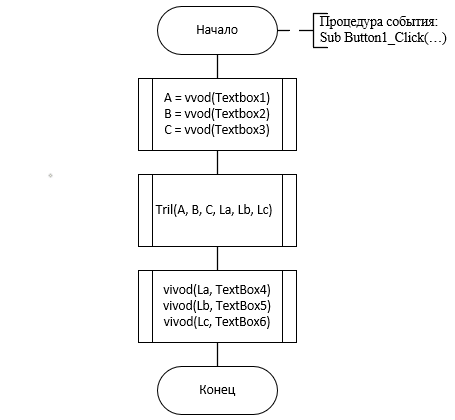 Начало
Процедура события:
Sub Button1_Click(…)
A = vvod(Textbox1)
B = vvod(Textbox2)
C = vvod(Textbox3)
Tril(A, B, C, La, Lb, Lc)
vivod(La, TextBox4)
vivod(Lb, TextBox5)
vivod(Lc, TextBox6)
Конец